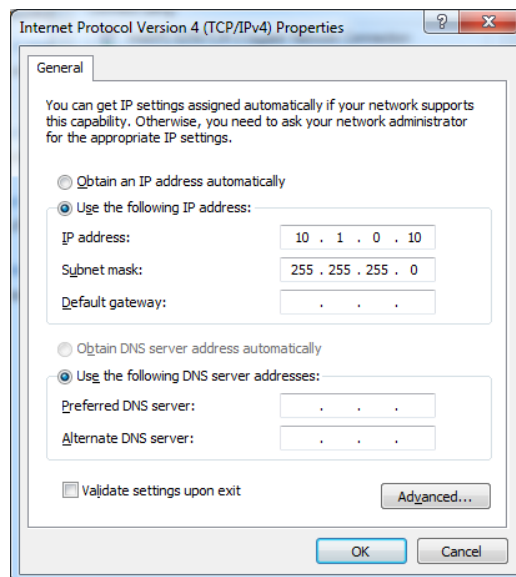 Internet Protocol Version 4 (TCP/IPv4) Properties
?
General
You can get IP settings assigned automatically if your network supports
this capability. Otherwise, you need to ask your network administrator
for the appropriate IP settings.
Obtain an IP address automatically
Use the following IP address:
IP address: 10 . 1 . 0 . 10
Subnet mask: 255 . 255 . 255 . 0
Default gateway: . . .
Obtain DNS server address automatically
Use the following DNS server addresses:
Preferred DNS server: . . .
Alternate DNS server: . . .
Validate settings upon exit
Advanced...
OK Cancel